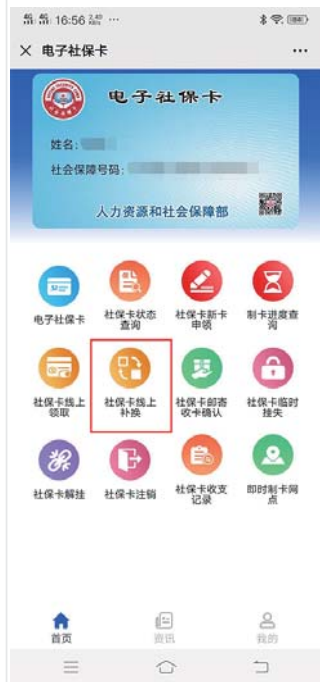 16:56
电子社保卡
电子社保卡
姓名：
社会保障号码：
人力资源和社会保障部
电子社保卡
社保卡状态
查询
社保卡新卡
申领
制卡进度查
询
社保卡线上
领取
社保卡线上
补换
社保卡邮寄
收卡确认
社保卡临时
挂失
社保卡解挂
社保卡注销
社保卡收支
记录
即时制卡网
点
首页
资讯
我的